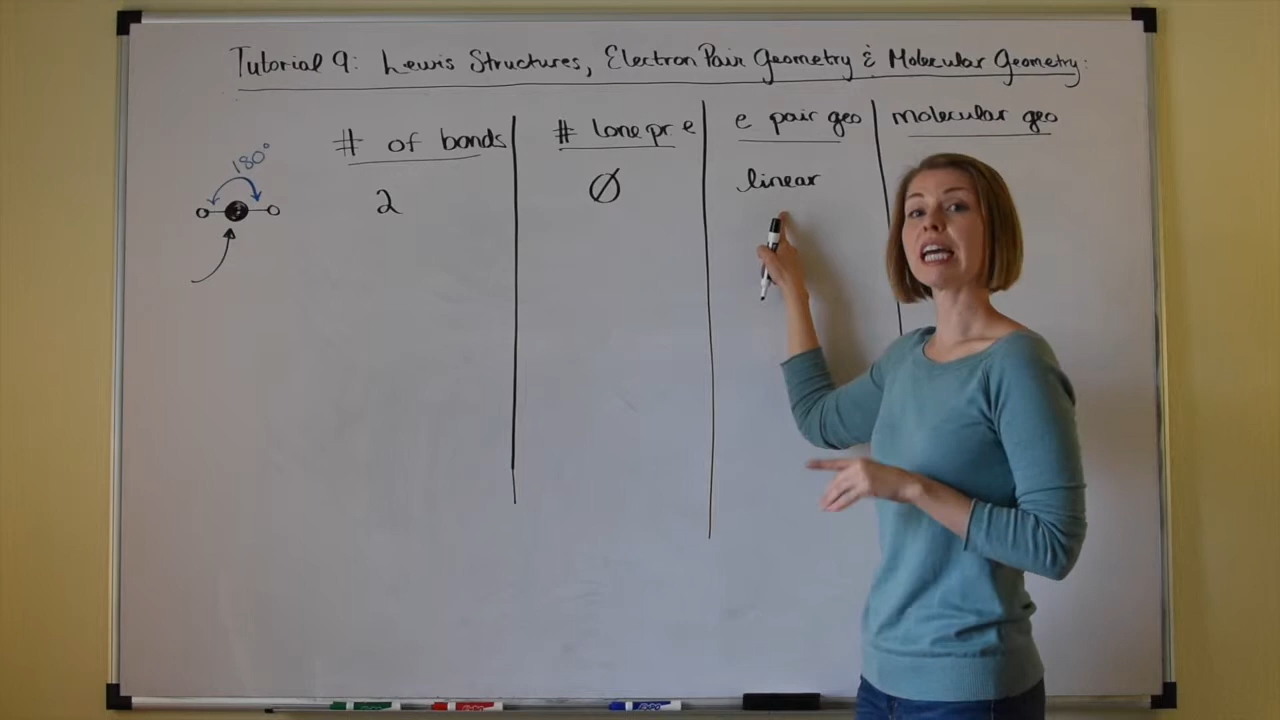 Tutorial 9: Lewis Structures, Electron Pair Geometry & Molecular Geometry:
# of bonds
# lone pr e
e pair geo
molecular geo
180°
2
Ø
linear